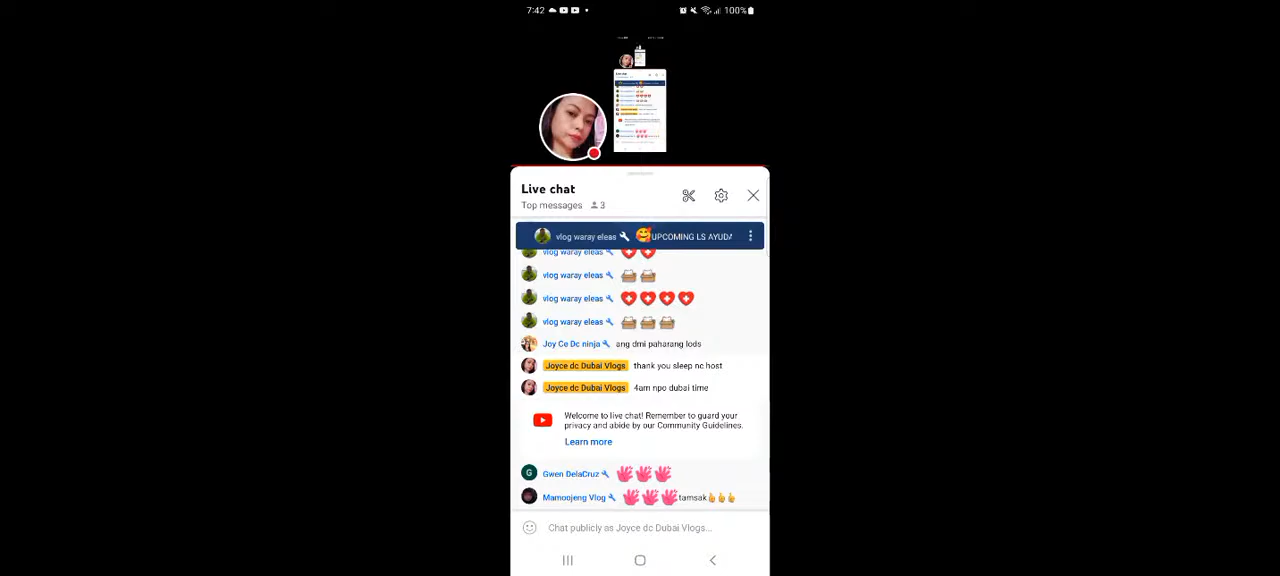 7:42
100%
Live chat
Top messages 3
vlog waray eleas UPCOMING LS AYUDA
vlog waray eleas
vlog waray eleas
vlog waray eleas
vlog waray eleas
Joy Ce Dc ninja ang dmi paharang lods
Joyce dc Dubai Vlogs thank you sleep nc host
Joyce dc Dubai Vlogs 4am npo dubai time
Welcome to live chat! Remember to guard your
privacy and abide by our Community Guidelines.
Learn more
G Gwen DelaCruz
Mamoojeng Vlog tamsak
Chat publicly as Joyce dc Dubai Vlogs...